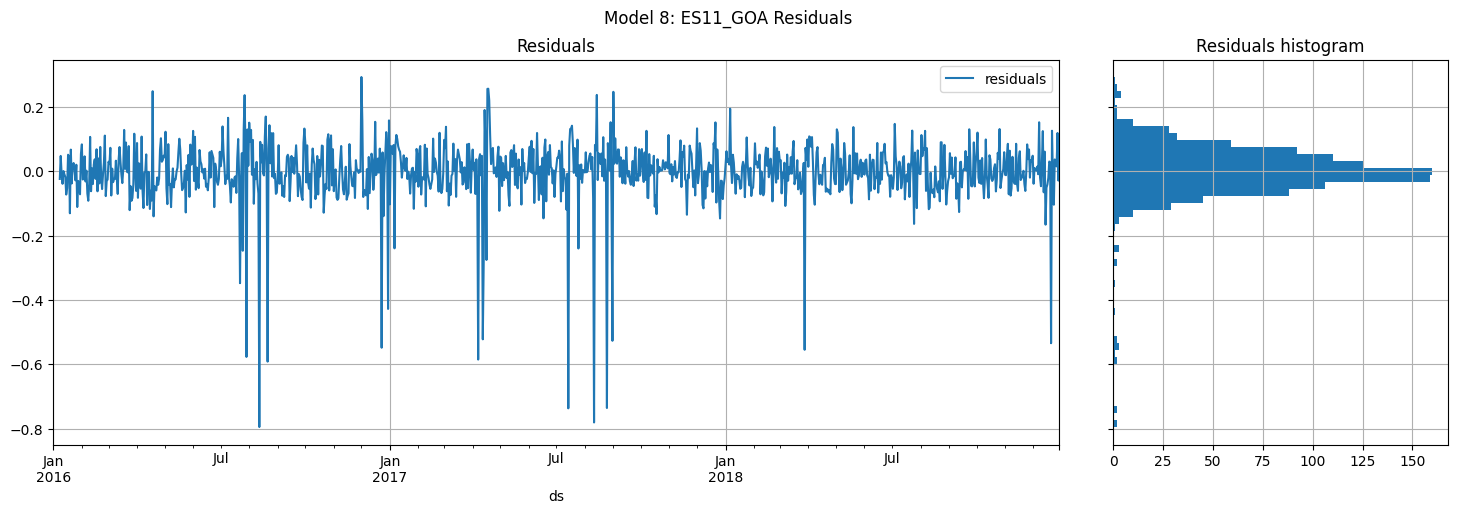 Model 8: ES11_GOA Residuals
Residuals
residuals
0.2
0.0
−0.2
−0.4
−0.6
−0.8
Jan
2016
Jul
Jan
2017
Jul
Jan
2018
Jul
ds
Residuals histogram
0 25 50 75 100 125 150